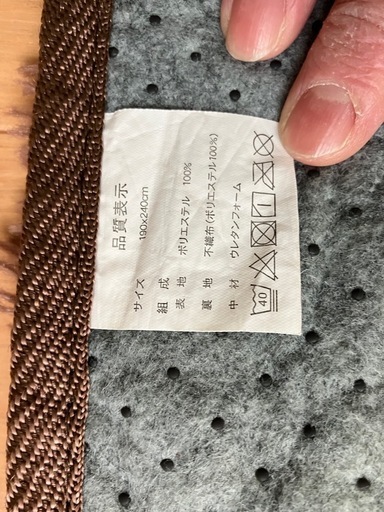 品質表示
サイズ 190×240cm
組成
表地 ポリエステル 100%
裏地 不織布(ポリエステル100%)
中材 ウレタンフォーム
40